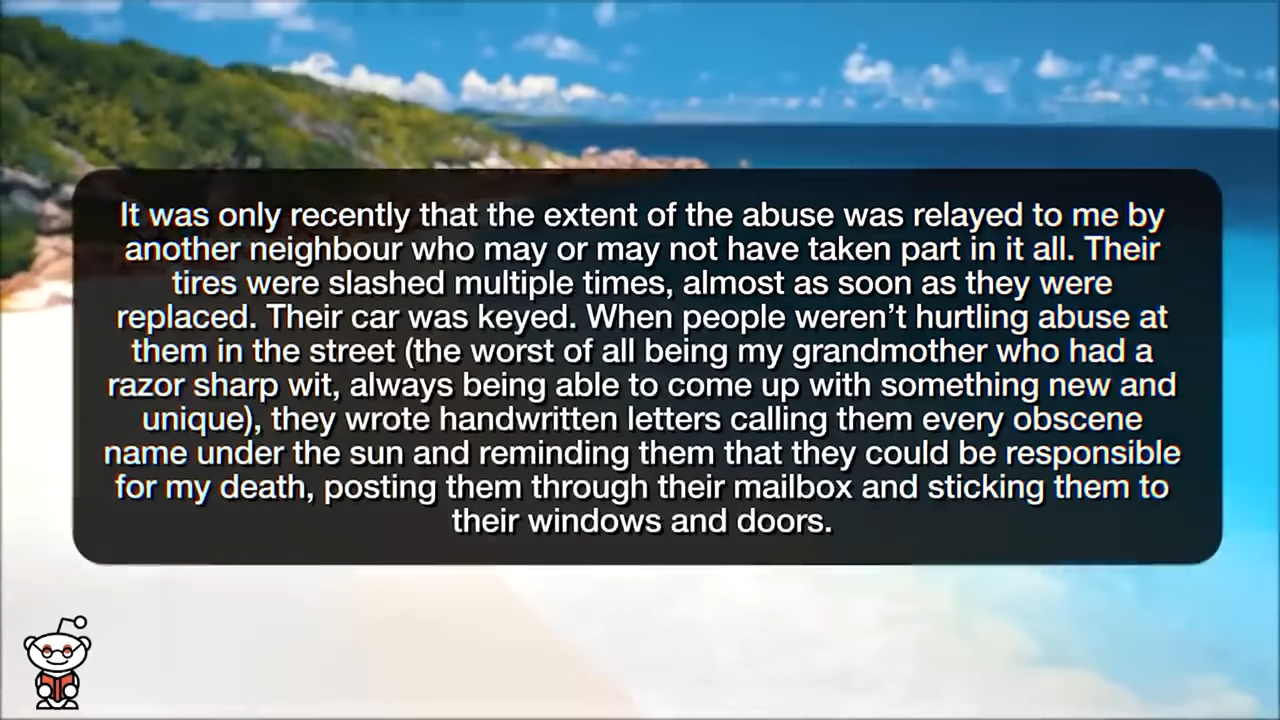 It was only recently that the extent of the abuse was relayed to me by
another neighbour who may or may not have taken part in it all. Their
tires were slashed multiple times, almost as soon as they were
replaced. Their car was keyed. When people weren’t hurtling abuse at
them in the street (the worst of all being my grandmother who had a
razor sharp wit, always being able to come up with something new and
unique), they wrote handwritten letters calling them every obscene
name under the sun and reminding them that they could be responsible
for my death, posting them through their mailbox and sticking them to
their windows and doors.